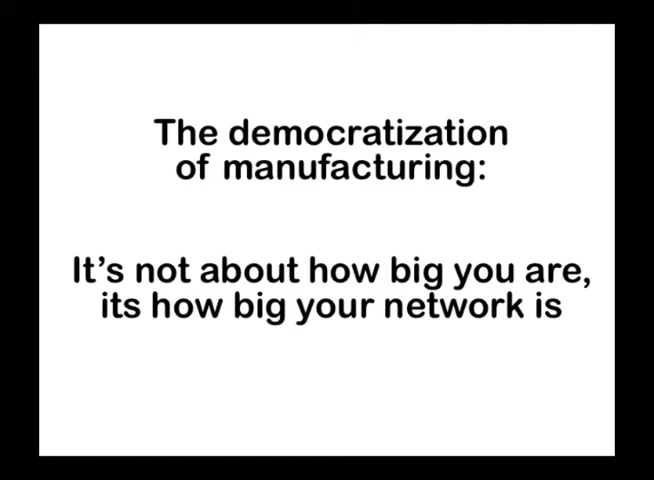 The democratization
of manufacturing:
It’s not about how big you are,
its how big your network is